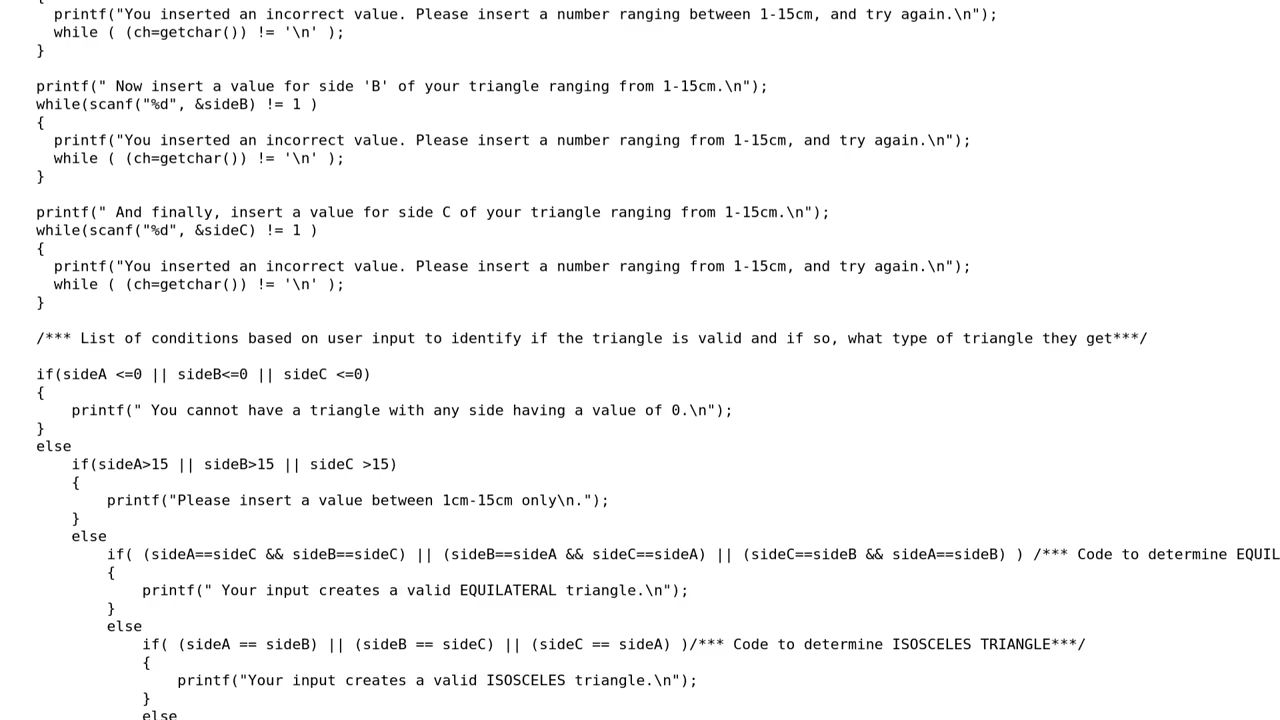 {
printf("You inserted an incorrect value. Please insert a number ranging between 1-15cm, and try again.\n");
while ( (ch=getchar()) != '\n' );
}
printf(" Now insert a value for side 'B' of your triangle ranging from 1-15cm.\n");
while(scanf("%d", &sideB) != 1 )
{
printf("You inserted an incorrect value. Please insert a number ranging from 1-15cm, and try again.\n");
while ( (ch=getchar()) != '\n' );
}
printf(" And finally, insert a value for side C of your triangle ranging from 1-15cm.\n");
while(scanf("%d", &sideC) != 1 )
{
printf("You inserted an incorrect value. Please insert a number ranging from 1-15cm, and try again.\n");
while ( (ch=getchar()) != '\n' );
}
/*** List of conditions based on user input to identify if the triangle is valid and if so, what type of triangle they get***/
if(sideA <=0 || sideB<=0 || sideC <=0)
{
printf(" You cannot have a triangle with any side having a value of 0.\n");
}
else
if(sideA>15 || sideB>15 || sideC >15)
{
printf("Please insert a value between 1cm-15cm only\n.");
}
else
if( (sideA==sideC && sideB==sideC) || (sideB==sideA && sideC==sideA) || (sideC==sideB && sideA==sideB) ) /*** Code to determine EQUIL
{
printf(" Your input creates a valid EQUILATERAL triangle.\n");
}
else
if( (sideA == sideB) || (sideB == sideC) || (sideC == sideA) )/*** Code to determine ISOSCELES TRIANGLE***/
{
printf("Your input creates a valid ISOSCELES triangle.\n");
}
else